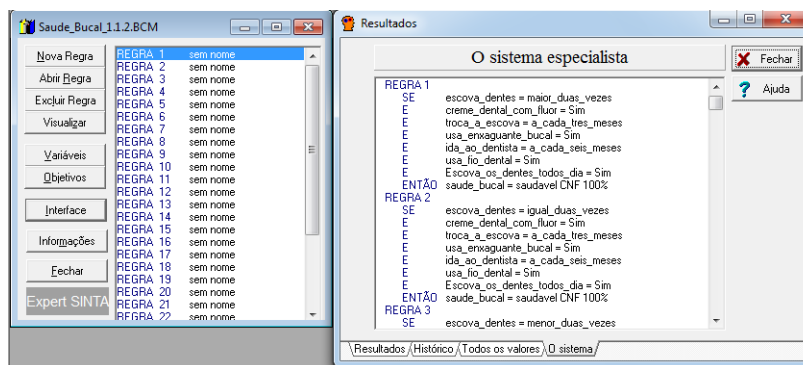 Saude_Bucal_1.1.2.BCM
Nova Regra
Abrir Regra
Excluir Regra
Visualizar
Variáveis
Objetivos
Interface
Informações
Fechar
Expert SINTA
REGRA 1 sem nome
REGRA 2 sem nome
REGRA 3 sem nome
REGRA 4 sem nome
REGRA 5 sem nome
REGRA 6 sem nome
REGRA 7 sem nome
REGRA 8 sem nome
REGRA 9 sem nome
REGRA 10 sem nome
REGRA 11 sem nome
REGRA 12 sem nome
REGRA 13 sem nome
REGRA 14 sem nome
REGRA 15 sem nome
REGRA 16 sem nome
REGRA 17 sem nome
REGRA 18 sem nome
REGRA 19 sem nome
REGRA 20 sem nome
REGRA 21 sem nome
REGRA 22 sem nome
Resultados
O sistema especialista
Fechar
Ajuda
REGRA 1
SE escova_dentes = maior_duas_vezes
E creme_dental_com_fluor = Sim
E troca_a_escova = a_cada_tres_meses
E usa_enxaguante_bucal = Sim
E ida_ao_dentista = a_cada_seis_meses
E usa_fio_dental = Sim
E Escova_os_dentes_todos_dia = Sim
ENTÃO saude_bucal = saudavel CNF 100%
REGRA 2
SE escova_dentes = igual_duas_vezes
E creme_dental_com_fluor = Sim
E troca_a_escova = a_cada_tres_meses
E usa_enxaguante_bucal = Sim
E ida_ao_dentista = a_cada_seis_meses
E usa_fio_dental = Sim
E Escova_os_dentes_todos_dia = Sim
ENTÃO saude_bucal = saudavel CNF 100%
REGRA 3
SE escova_dentes = menor_duas_vezes
Resultados Histórico Todos os valores O sistema